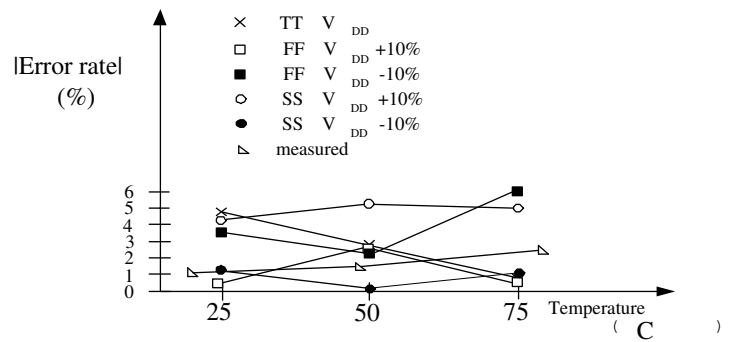 TT V DD
FF V DD +10%
FF V DD -10%
SS V DD +10%
SS V DD -10%
measured
|Error rate|
(%)
6
5
4
3
2
1
0
25 50 75 Temperature
( C )